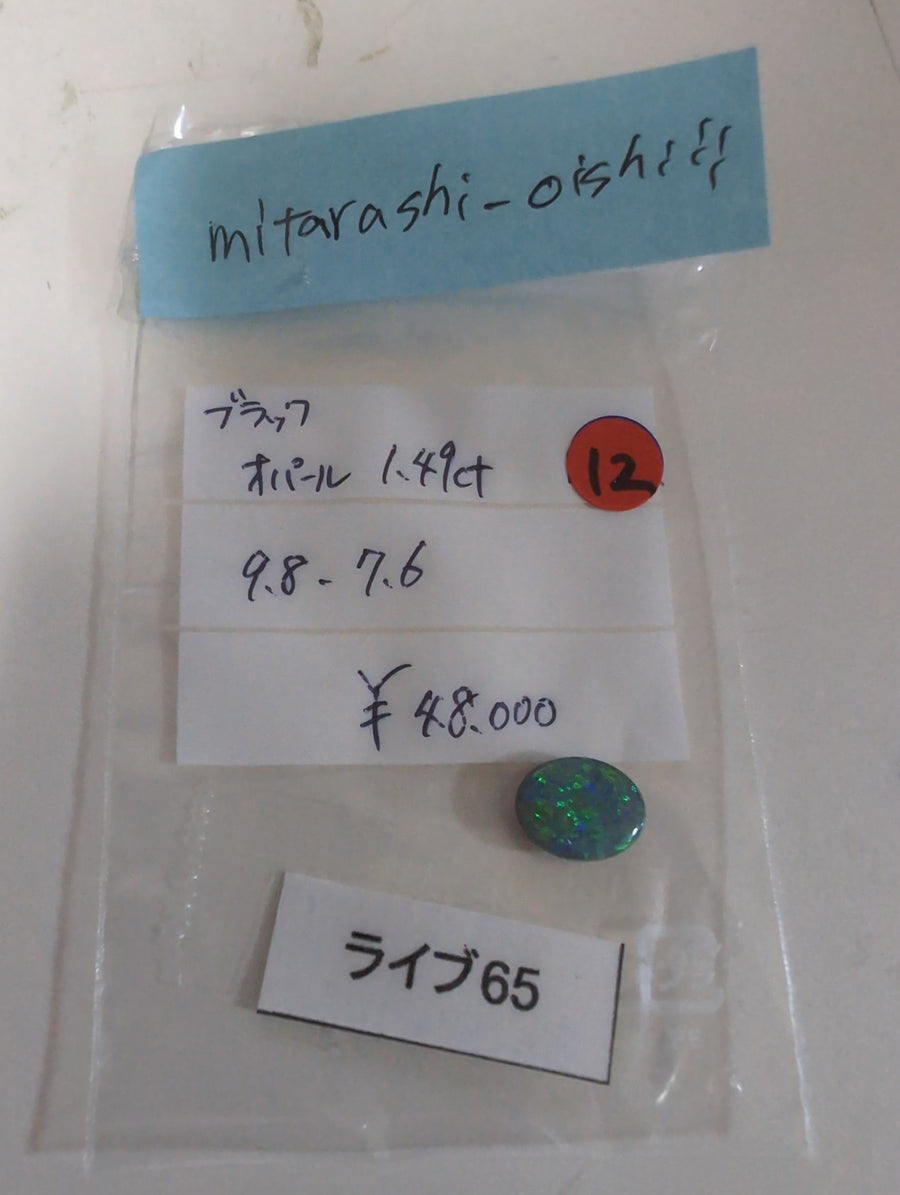 mitarashi-oishiiii
ブラック
オパール 1.49ct
12
9.8 - 7.6
¥ 48.000
ライブ65